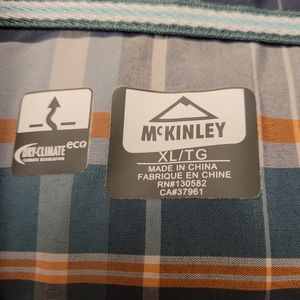 DRY-CLIMATE eco
CLIMATE REGULATION
McKINLEY
XL/TG
MADE IN CHINA
FABRIQUE EN CHINE
RN#130582
CA#37961